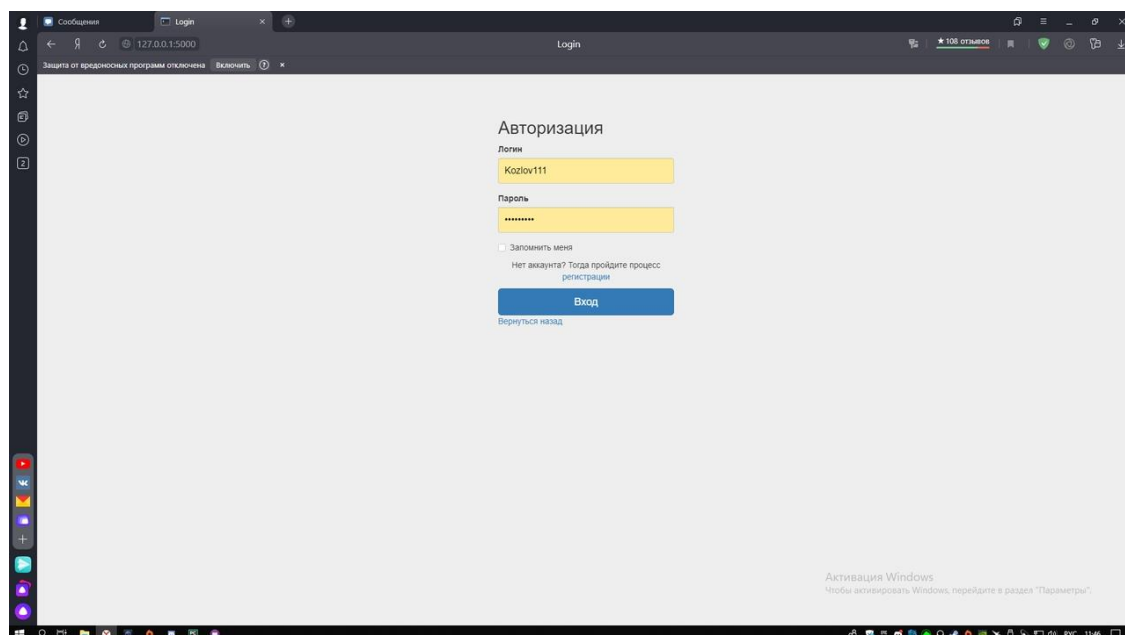 Сообщения
Login
127.0.0.1:5000
Login
★ 108 отзывов
Защита от вредоносных программ отключена Включить
Авторизация
Логин
Kozlov111
Пароль
•••••••••
Запомнить меня
Нет аккаунта? Тогда пройдите процесс
регистрации
Вход
Вернуться назад
Активация Windows
Чтобы активировать Windows, перейдите в раздел "Параметры".
РУС 11:46